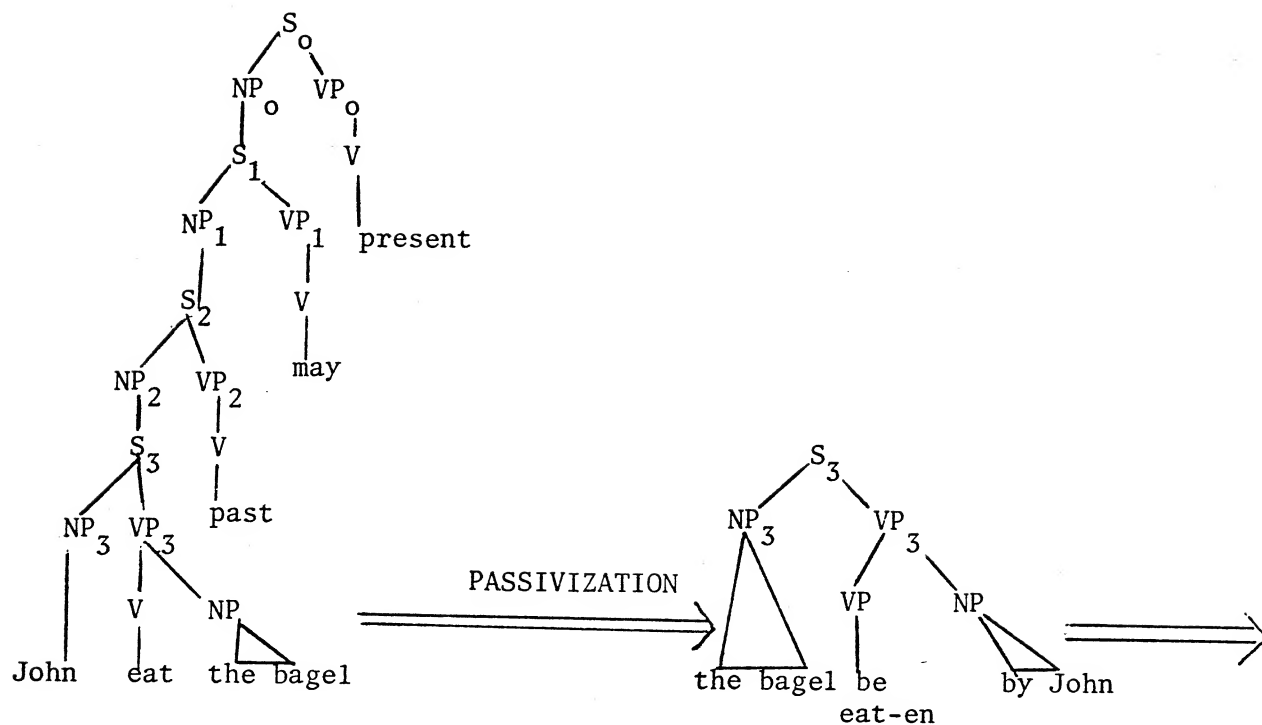 S₀
NP₀ VP₀
S₁ V
NP₁ VP₁ present
S₂ V
may
NP₂ VP₂
S₃ V
past
NP₃ VP₃
V NP
John eat the bagel
PASSIVIZATION
S₃
NP₃ VP₃
VP NP
the bagel be by John
eat-en